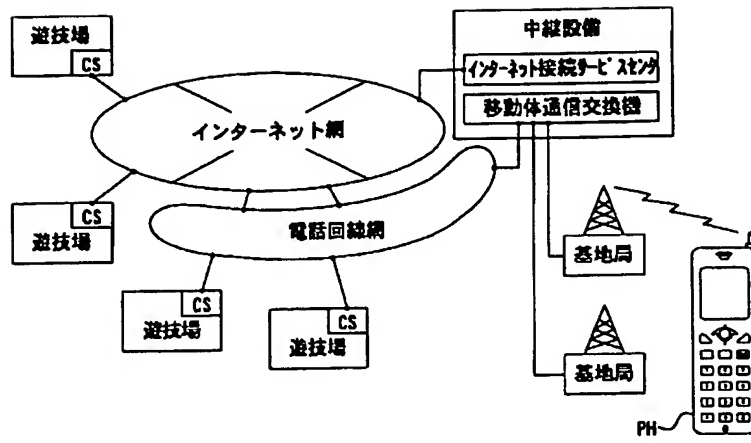 遊技場
CS
中継設備
インターネット接続サービスセンタ
移動体通信交換機
インターネット網
CS
遊技場
電話回線網
基地局
CS
遊技場
CS
遊技場
基地局
PH